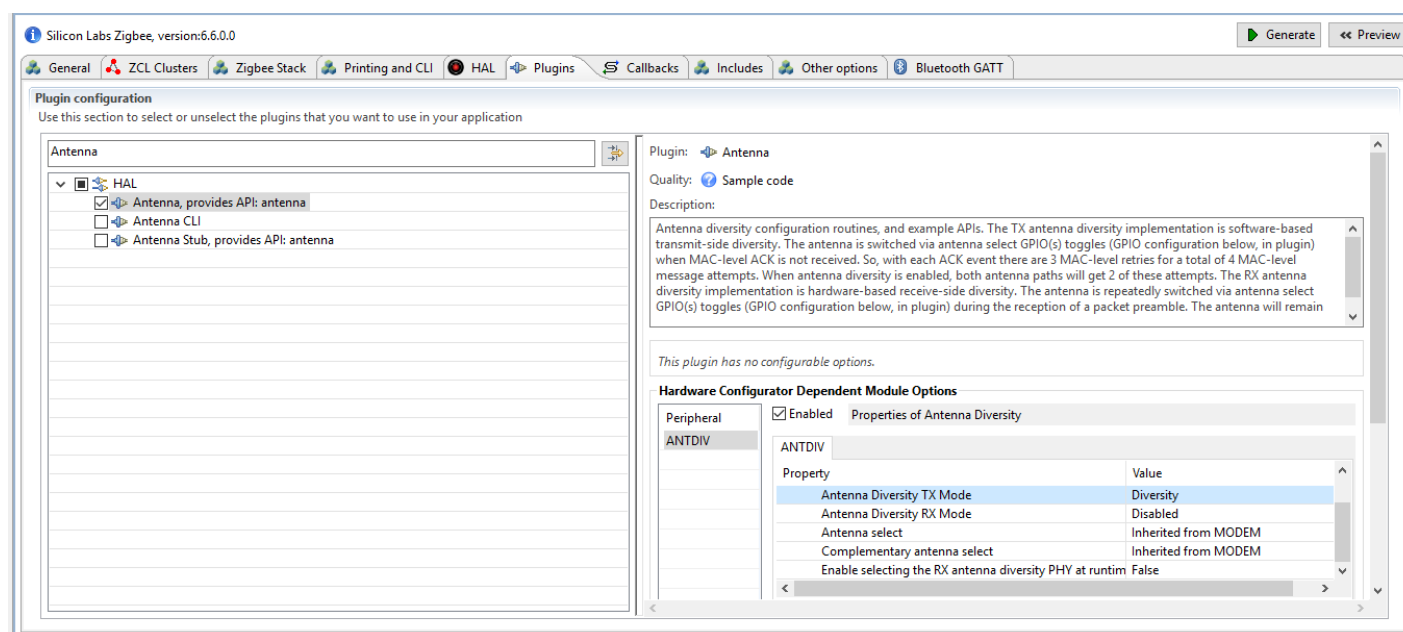 Silicon Labs Zigbee, version:6.6.0.0
Generate
Preview
General
ZCL Clusters
Zigbee Stack
Printing and CLI
HAL
Plugins
Callbacks
Includes
Other options
Bluetooth GATT
Plugin configuration
Use this section to select or unselect the plugins that you want to use in your application
Antenna
HAL
Antenna, provides API: antenna
Antenna CLI
Antenna Stub, provides API: antenna
Plugin: Antenna
Quality: Sample code
Description:
Antenna diversity configuration routines, and example APIs. The TX antenna diversity implementation is software-based
transmit-side diversity. The antenna is switched via antenna select GPIO(s) toggles (GPIO configuration below, in plugin)
when MAC-level ACK is not received. So, with each ACK event there are 3 MAC-level retries for a total of 4 MAC-level
message attempts. When antenna diversity is enabled, both antenna paths will get 2 of these attempts. The RX antenna
diversity implementation is hardware-based receive-side diversity. The antenna is repeatedly switched via antenna select
GPIO(s) toggles (GPIO configuration below, in plugin) during the reception of a packet preamble. The antenna will remain
This plugin has no configurable options.
Hardware Configurator Dependent Module Options
Peripheral
ANTDIV
Enabled Properties of Antenna Diversity
ANTDIV
Property Value
Antenna Diversity TX Mode Diversity
Antenna Diversity RX Mode Disabled
Antenna select Inherited from MODEM
Complementary antenna select Inherited from MODEM
Enable selecting the RX antenna diversity PHY at runtim False